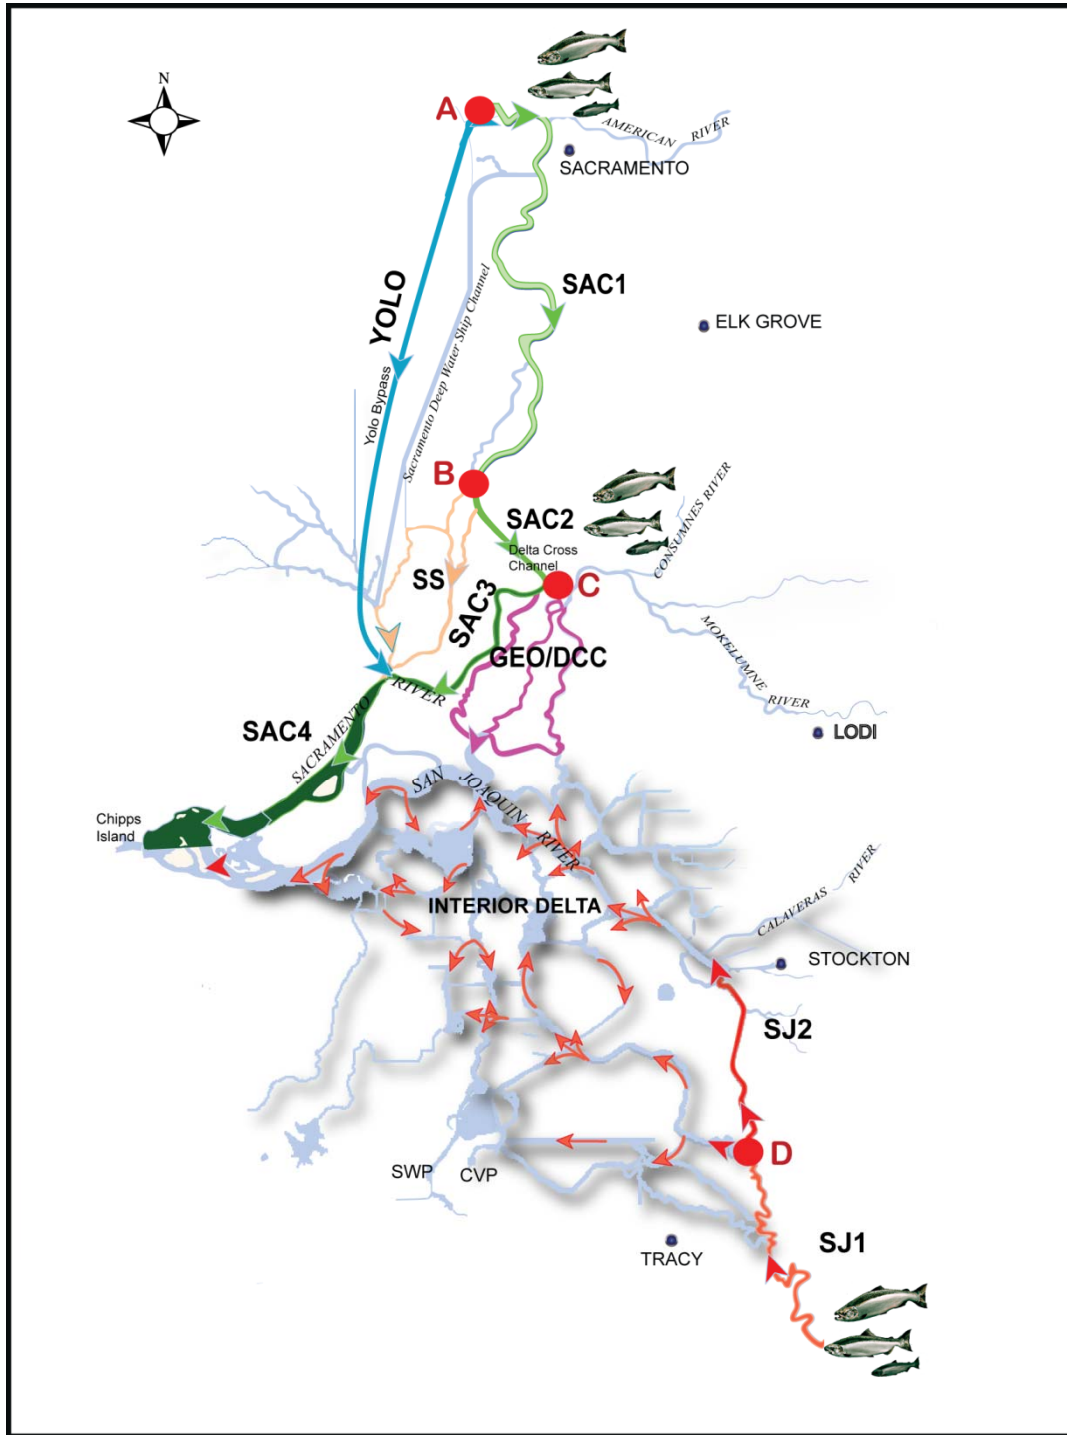 N
A
AMERICAN RIVER
SACRAMENTO
YOLO
SAC1
ELK GROVE
Yolo Bypass
Sacramento Deep Water Ship Channel
B
SAC2
Delta Cross
Channel
CONSUMNES RIVER
C
SS
SAC3
GEO/DCC
MOKELUMNE
RIVER
LODI
SAC4
SACRAMENTO
RIVER
SAN
JOAQUIN
RIVER
Chipps
Island
INTERIOR DELTA
CALAVERAS
RIVER
STOCKTON
SJ2
D
SWP
CVP
TRACY
SJ1